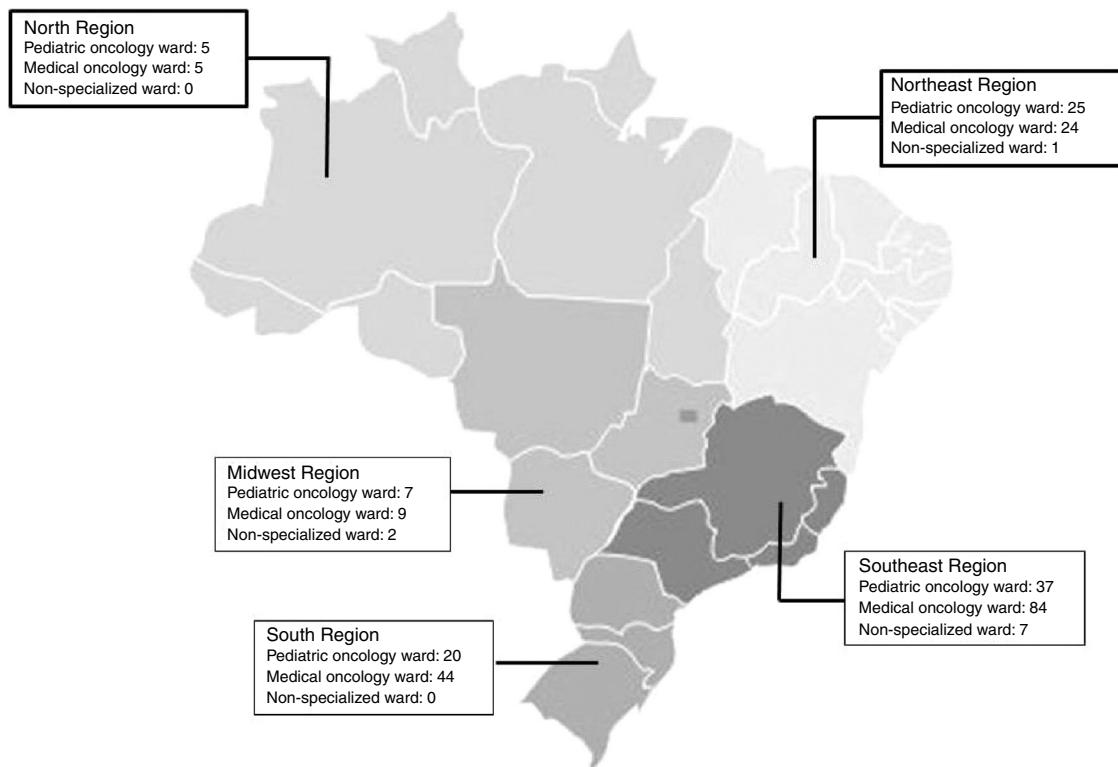 North Region
Pediatric oncology ward: 5
Medical oncology ward: 5
Non-specialized ward: 0
Northeast Region
Pediatric oncology ward: 25
Medical oncology ward: 24
Non-specialized ward: 1
Midwest Region
Pediatric oncology ward: 7
Medical oncology ward: 9
Non-specialized ward: 2
Southeast Region
Pediatric oncology ward: 37
Medical oncology ward: 84
Non-specialized ward: 7
South Region
Pediatric oncology ward: 20
Medical oncology ward: 44
Non-specialized ward: 0